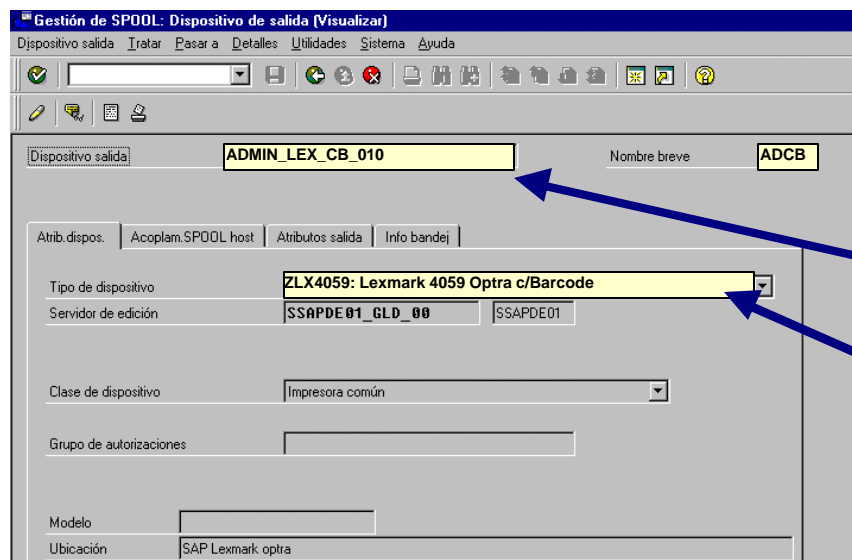 Gestión de SPOOL: Dispositivo de salida (Visualizar)
Dispositivo salida Tratar Pasar a Detalles Utilidades Sistema Ayuda
Dispositivo salida ADMIN_LEX_CB_010 Nombre breve ADCB
Atrib.dispos. Acoplam.SPOOL host Atributos salida Info bandej
Tipo de dispositivo ZLX4059: Lexmark 4059 Optra c/Barcode
Servidor de edición SSAPDE01_GLD_00 SSAPDE01
Clase de dispositivo Impresora común
Grupo de autorizaciones
Modelo
Ubicación SAP Lexmark optra